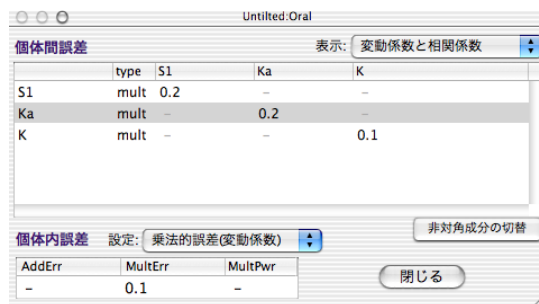 Untilted:Oral
個体間誤差 表示: 変動係数と相関係数
type S1 Ka K
S1 mult 0.2 – –
Ka mult – 0.2 –
K mult – – 0.1
非対角成分の切替
個体内誤差 設定: 乗法的誤差(変動係数)
AddErr MultErr MultPwr
– 0.1 –
閉じる